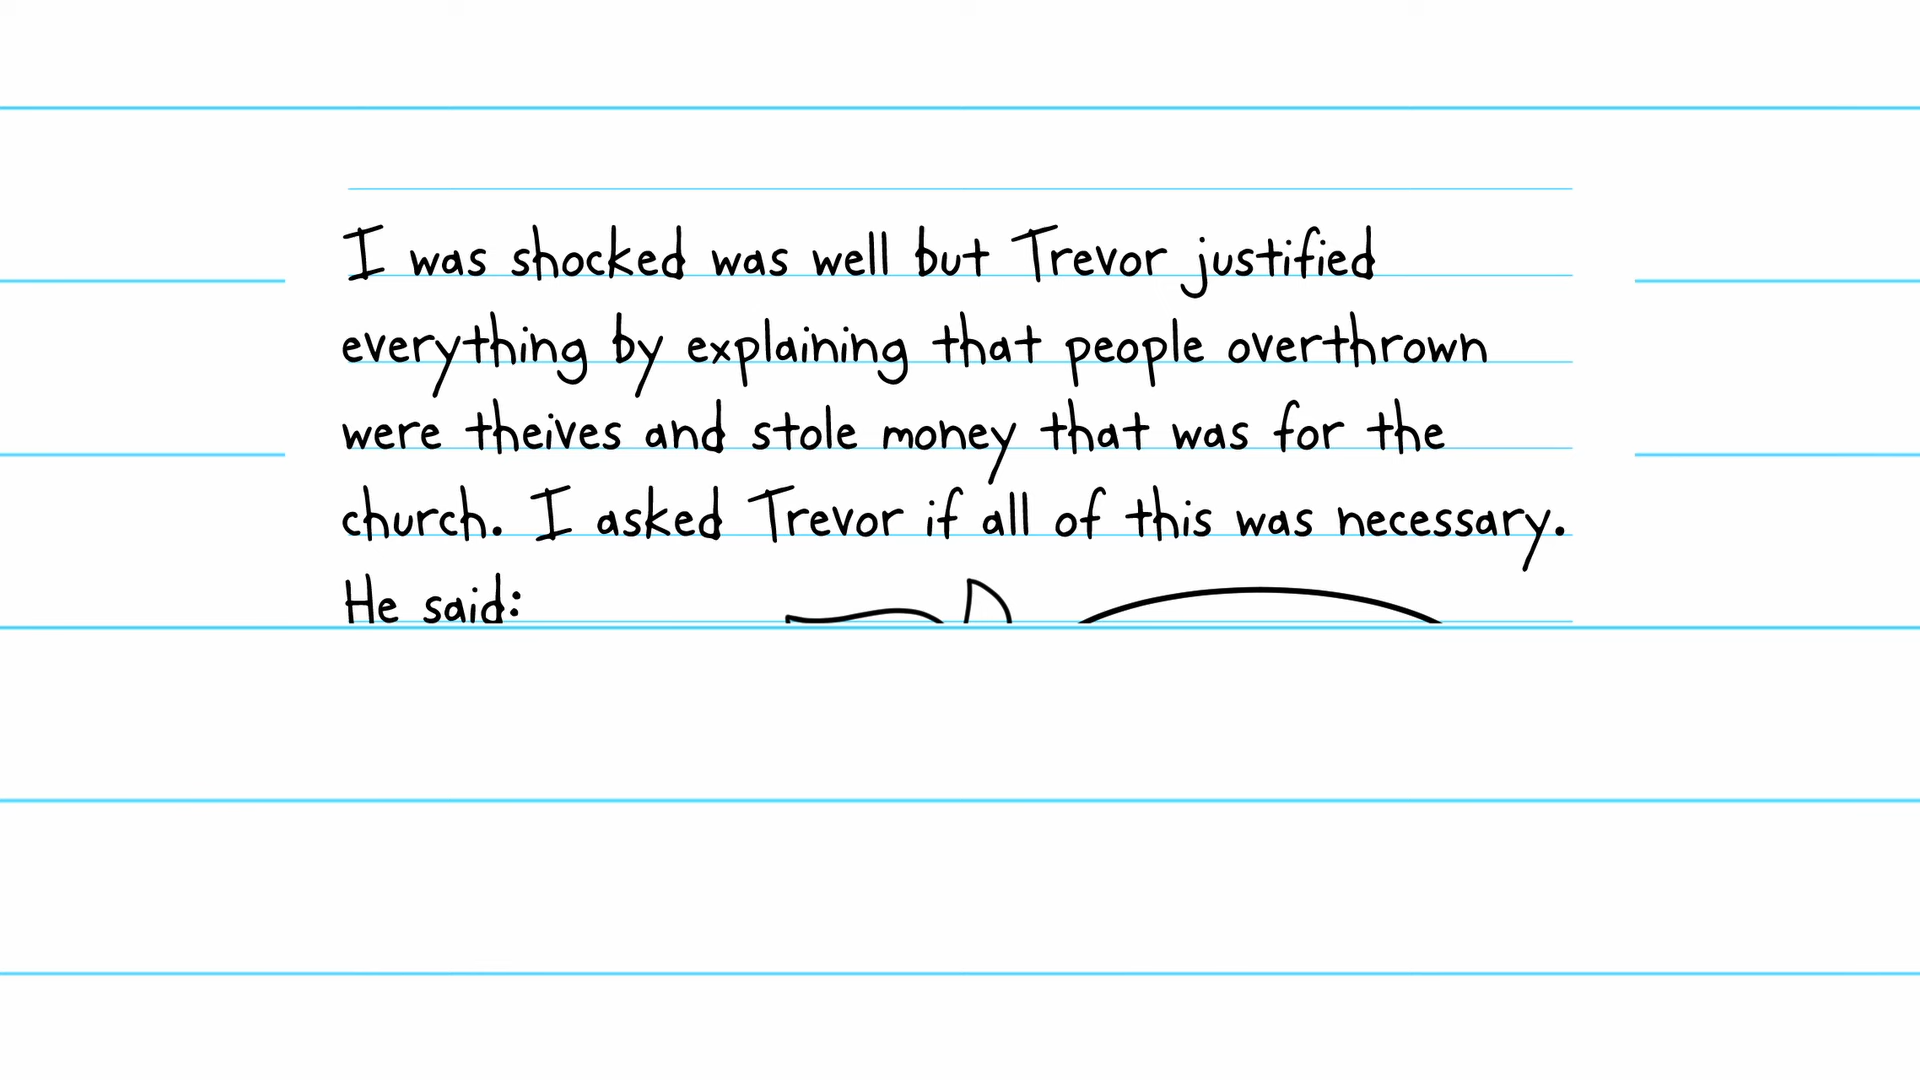 I was shocked was well but Trevor justified
everything by explaining that people overthrown
were theives and stole money that was for the
church. I asked Trevor if all of this was necessary.
He said: